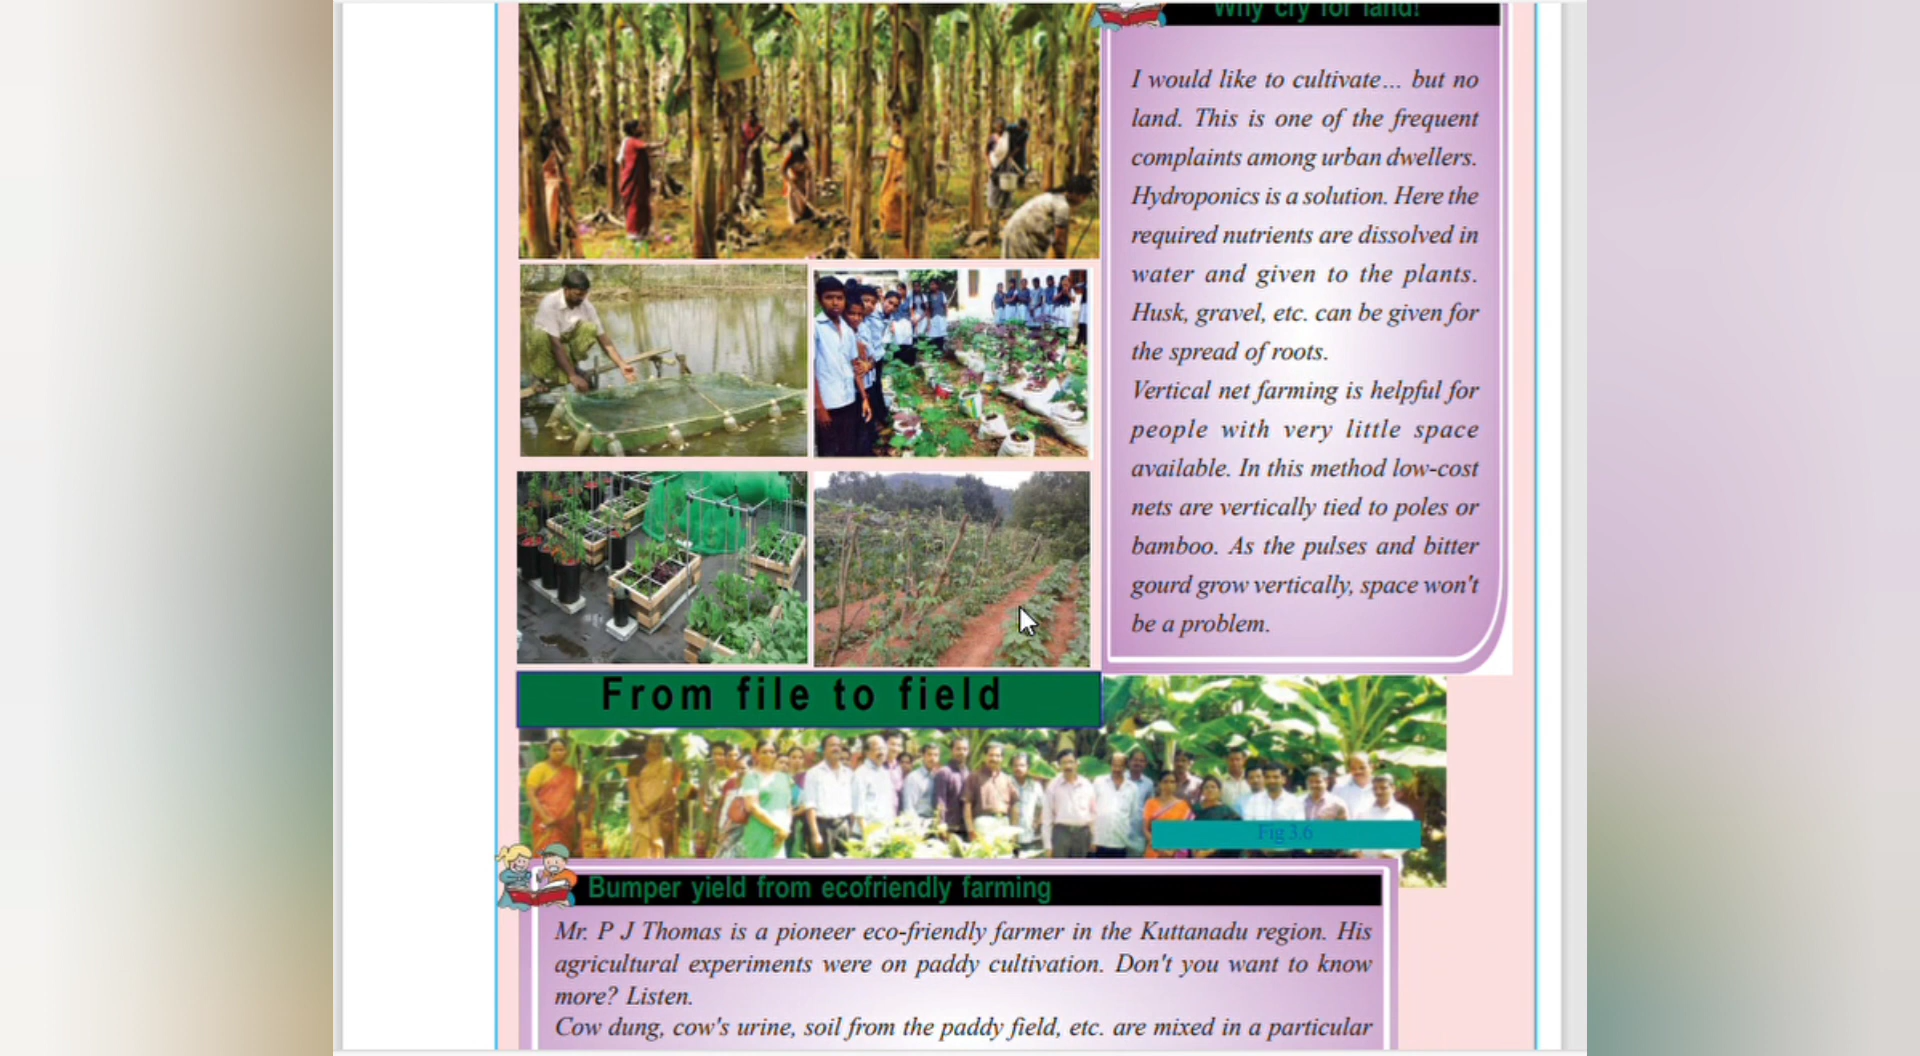 Why cry for land!
I would like to cultivate... but no
land. This is one of the frequent
complaints among urban dwellers.
Hydroponics is a solution. Here the
required nutrients are dissolved in
water and given to the plants.
Husk, gravel, etc. can be given for
the spread of roots.
Vertical net farming is helpful for
people with very little space
available. In this method low-cost
nets are vertically tied to poles or
bamboo. As the pulses and bitter
gourd grow vertically, space won't
be a problem.
From file to field
Fig 3.6
Bumper yield from ecofriendly farming
Mr. P J Thomas is a pioneer eco-friendly farmer in the Kuttanadu region. His
agricultural experiments were on paddy cultivation. Don't you want to know
more? Listen.
Cow dung, cow's urine, soil from the paddy field, etc. are mixed in a particular